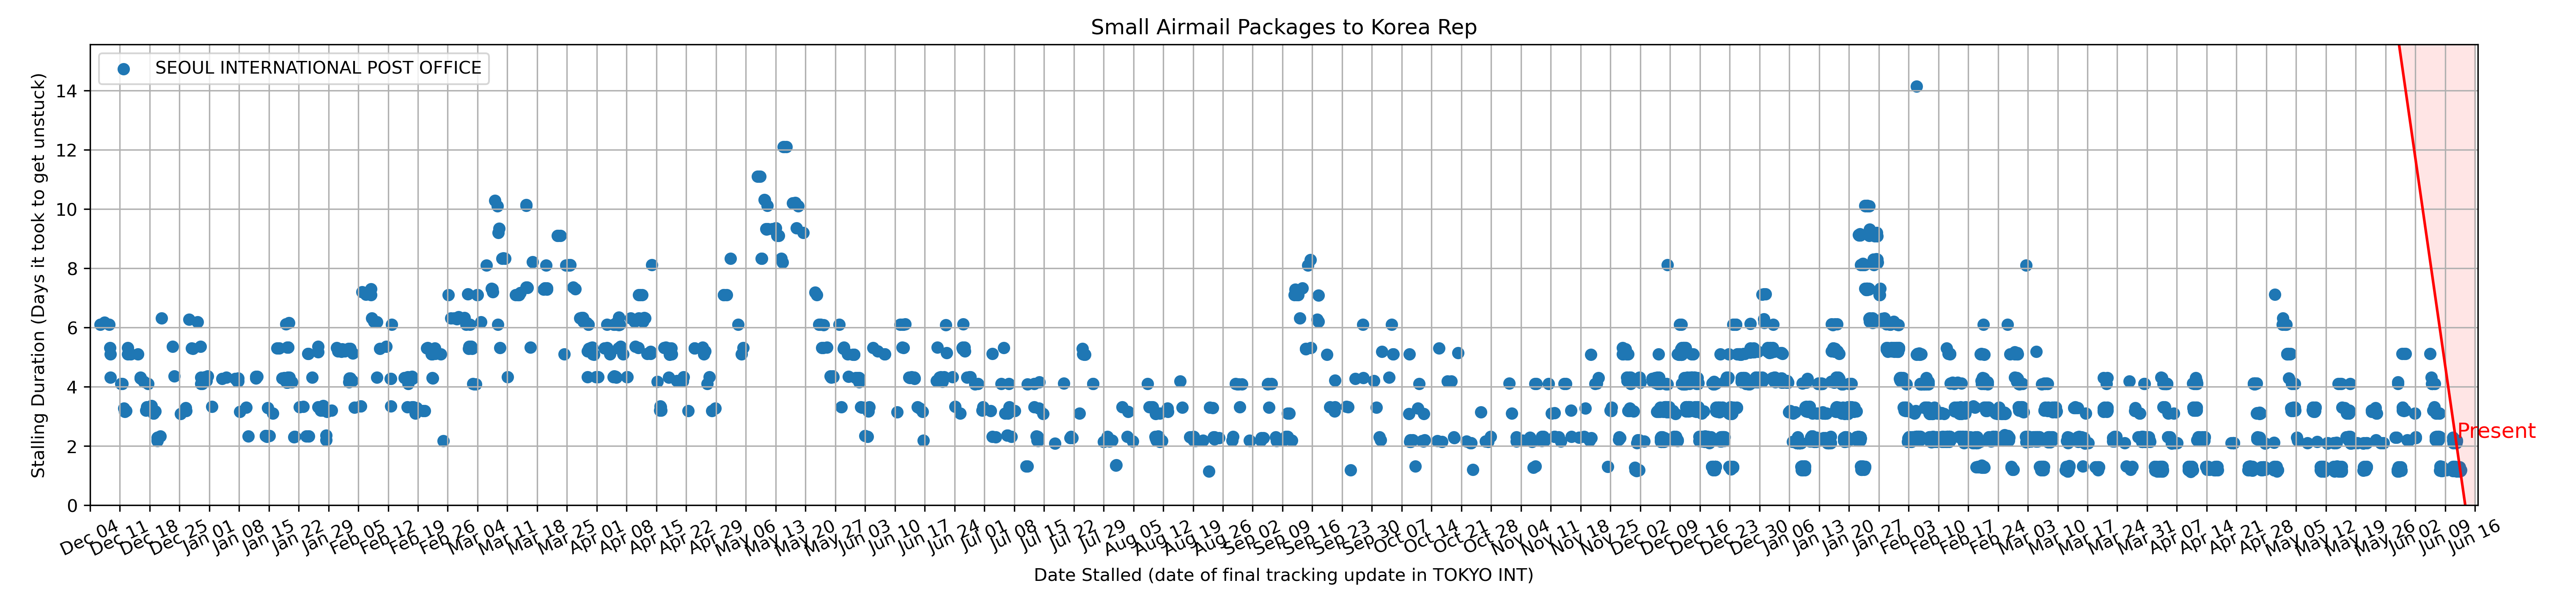 Small Airmail Packages to Korea Rep
SEOUL INTERNATIONAL POST OFFICE
Stalling Duration (Days it took to get unstuck)
14
12
10
8
6
4
2
0
Present
Dec 04
Dec 11
Dec 18
Dec 25
Jan 01
Jan 08
Jan 15
Jan 22
Jan 29
Feb 05
Feb 12
Feb 19
Feb 26
Mar 04
Mar 11
Mar 18
Mar 25
Apr 01
Apr 08
Apr 15
Apr 22
Apr 29
May 06
May 13
May 20
May 27
Jun 03
Jun 10
Jun 17
Jun 24
Jul 01
Jul 08
Jul 15
Jul 22
Jul 29
Aug 05
Aug 12
Aug 19
Aug 26
Sep 02
Sep 09
Sep 16
Sep 23
Sep 30
Oct 07
Oct 14
Oct 21
Oct 28
Nov 04
Nov 11
Nov 18
Nov 25
Dec 02
Dec 09
Dec 16
Dec 23
Dec 30
Jan 06
Jan 13
Jan 20
Jan 27
Feb 03
Feb 10
Feb 17
Feb 24
Mar 03
Mar 10
Mar 17
Mar 24
Mar 31
Apr 07
Apr 14
Apr 21
Apr 28
May 05
May 12
May 19
May 26
Jun 02
Jun 09
Jun 16
Date Stalled (date of final tracking update in TOKYO INT)